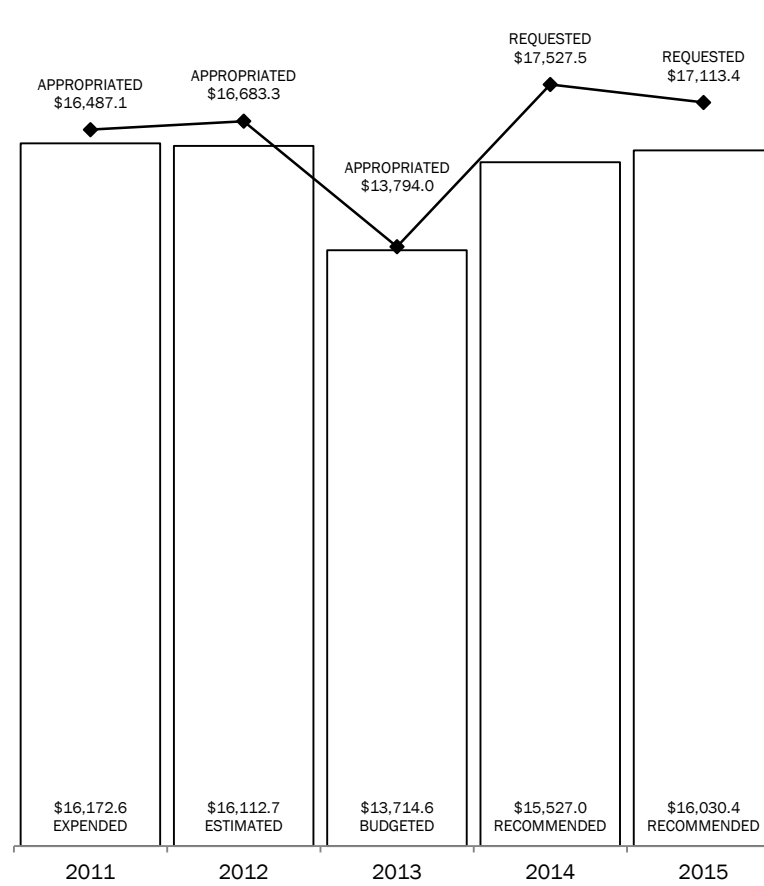 REQUESTED
$17,527.5
REQUESTED
$17,113.4
APPROPRIATED
$16,683.3
APPROPRIATED
$16,487.1
APPROPRIATED
$13,794.0
$16,172.6
EXPENDED
$16,112.7
ESTIMATED
$13,714.6
BUDGETED
$15,527.0
RECOMMENDED
$16,030.4
RECOMMENDED
2011
2012
2013
2014
2015